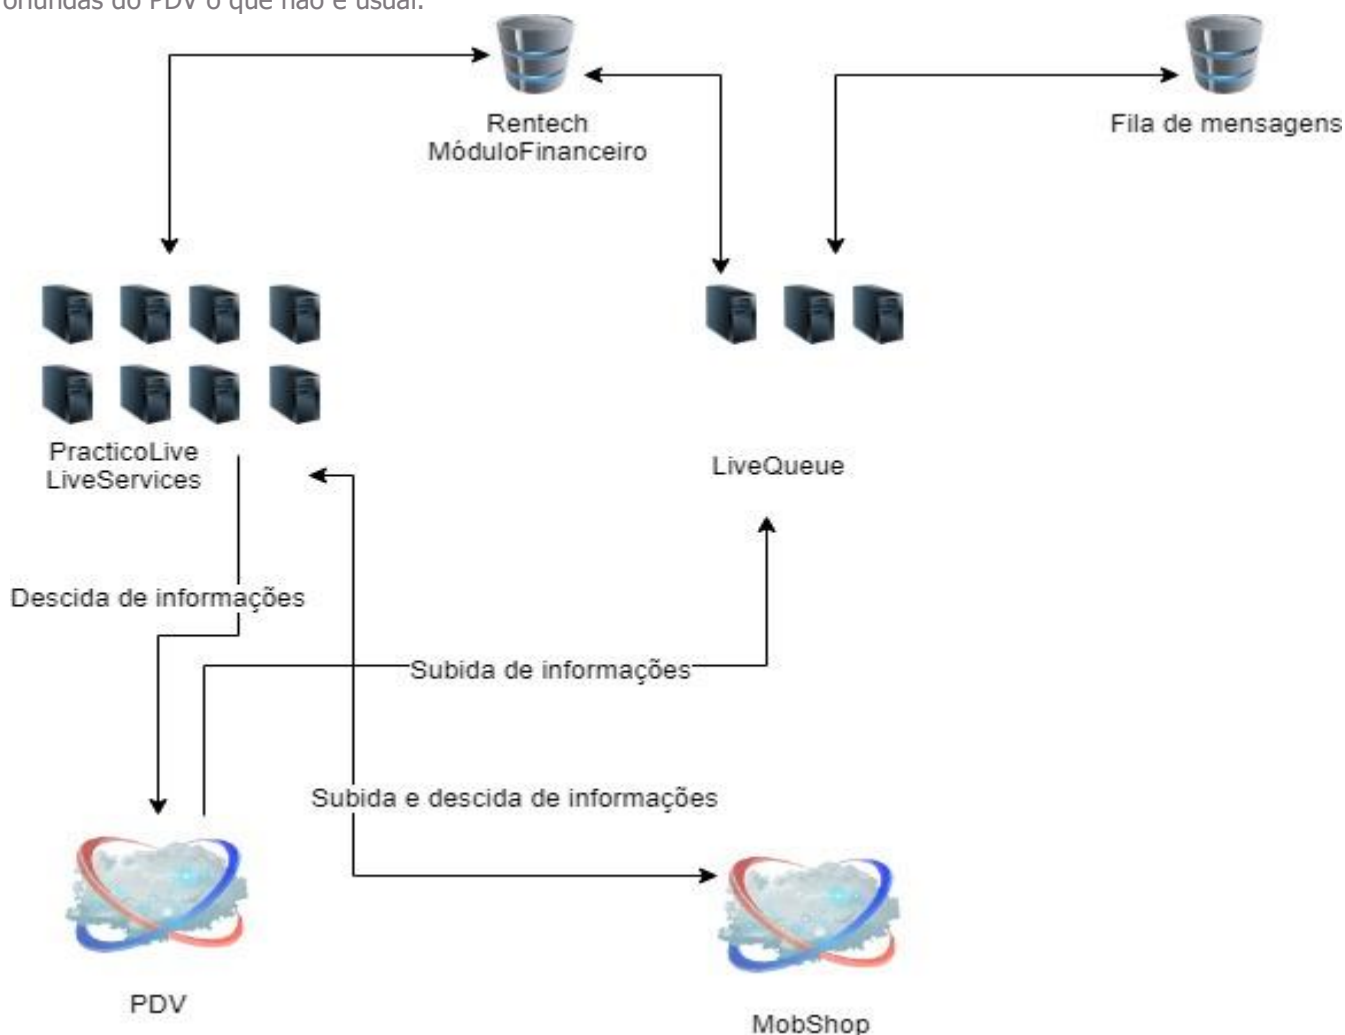 oriundas do PDV o que não é usual.
Rentech
MóduloFinanceiro
Fila de mensagens
PracticoLive
LiveServices
LiveQueue
Descida de informações
Subida de informações
Subida e descida de informações
PDV
MobShop